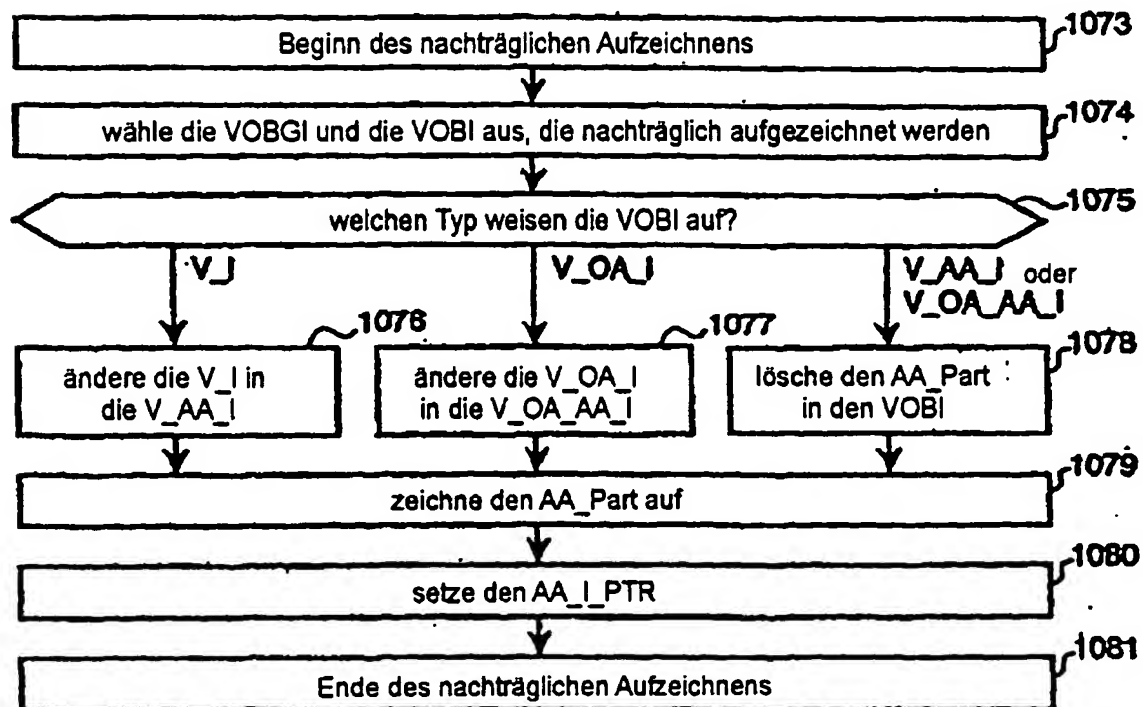 1073
Beginn des nachträglichen Aufzeichnens
1074
wähle die VOBGI und die VOBI aus, die nachträglich aufgezeichnet werden
1075
welchen Typ weisen die VOBI auf?
V_I
V_OA_I
V_AA_I oder
V_OA_AA_I
1076
1077
1078
ändere die V_I in
die V_AA_I
ändere die V_OA_I
in die V_OA_AA_I
lösche den AA_Part
in den VOBI
1079
zeichne den AA_Part auf
1080
setze den AA_I_PTR
1081
Ende des nachträglichen Aufzeichnens